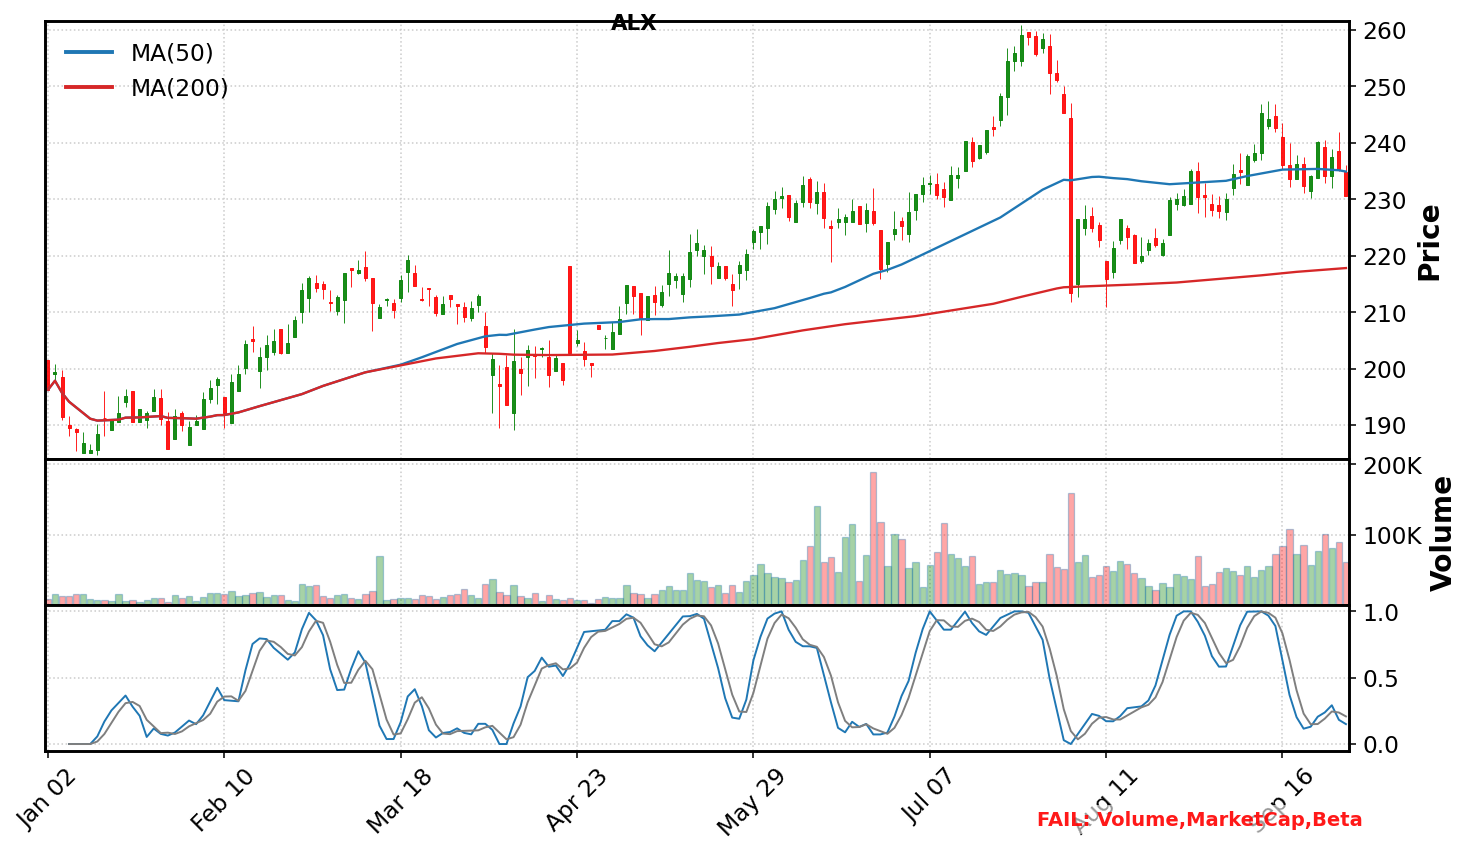 ALX
MA(50)
MA(200)
260
250
240
230
220
210
200
190
Price
200K
100K
Volume
1.0
0.5
0.0
Jan 02
Feb 10
Mar 18
Apr 23
May 29
Jul 07
Aug 11
Sep 16
FAIL: Volume,MarketCap,Beta